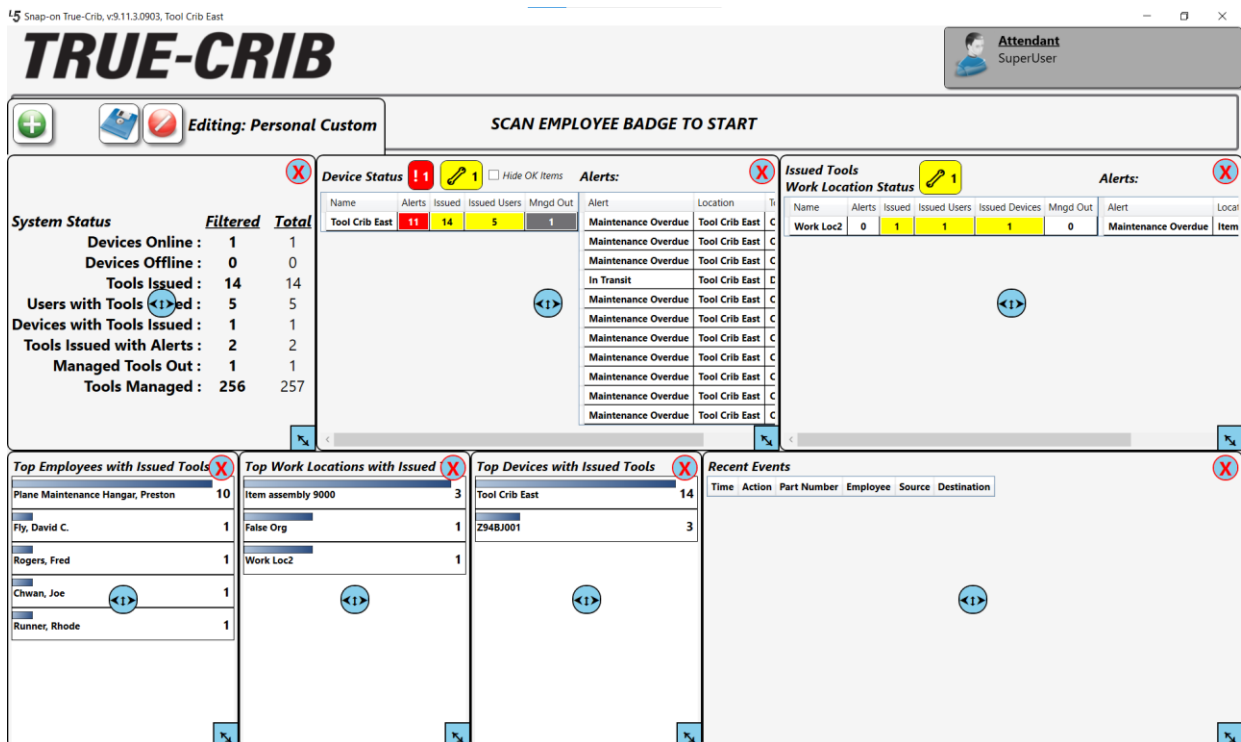 Snap-on True-Crib, v:9.11.3.0903, Tool Crib East
TRUE-CRIB
Attendant
SuperUser
Editing: Personal Custom
SCAN EMPLOYEE BADGE TO START
System Status Filtered Total
Devices Online : 1 1
Devices Offline : 0 0
Tools Issued : 14 14
Users with Tools ed : 5 5
Devices with Tools Issued : 1 1
Tools Issued with Alerts : 2 2
Managed Tools Out : 1 1
Tools Managed : 256 257
X
Device Status ! 1 1 Hide OK Items Alerts:
X
Name Alerts Issued Issued Users Mngd Out
Tool Crib East 11 14 5 1
Alert Location
Maintenance Overdue Tool Crib East
Maintenance Overdue Tool Crib East
Maintenance Overdue Tool Crib East
In Transit Tool Crib East
Maintenance Overdue Tool Crib East
Maintenance Overdue Tool Crib East
Maintenance Overdue Tool Crib East
Maintenance Overdue Tool Crib East
Maintenance Overdue Tool Crib East
Maintenance Overdue Tool Crib East
Maintenance Overdue Tool Crib East
Issued Tools
Work Location Status 1 Alerts:
X
Name Alerts Issued Issued Users Issued Devices Mngd Out Alert Locat
Work Loc2 0 1 1 1 0 Maintenance Overdue Item
Top Employees with Issued Tools
X
Plane Maintenance Hangar, Preston 10
Fly, David C. 1
Rogers, Fred 1
Chwan, Joe 1
Runner, Rhode 1
Top Work Locations with Issued
X
Item assembly 9000 3
False Org 1
Work Loc2 1
Top Devices with Issued Tools
X
Tool Crib East 14
Z94BJ001 3
Recent Events
X
Time Action Part Number Employee Source Destination